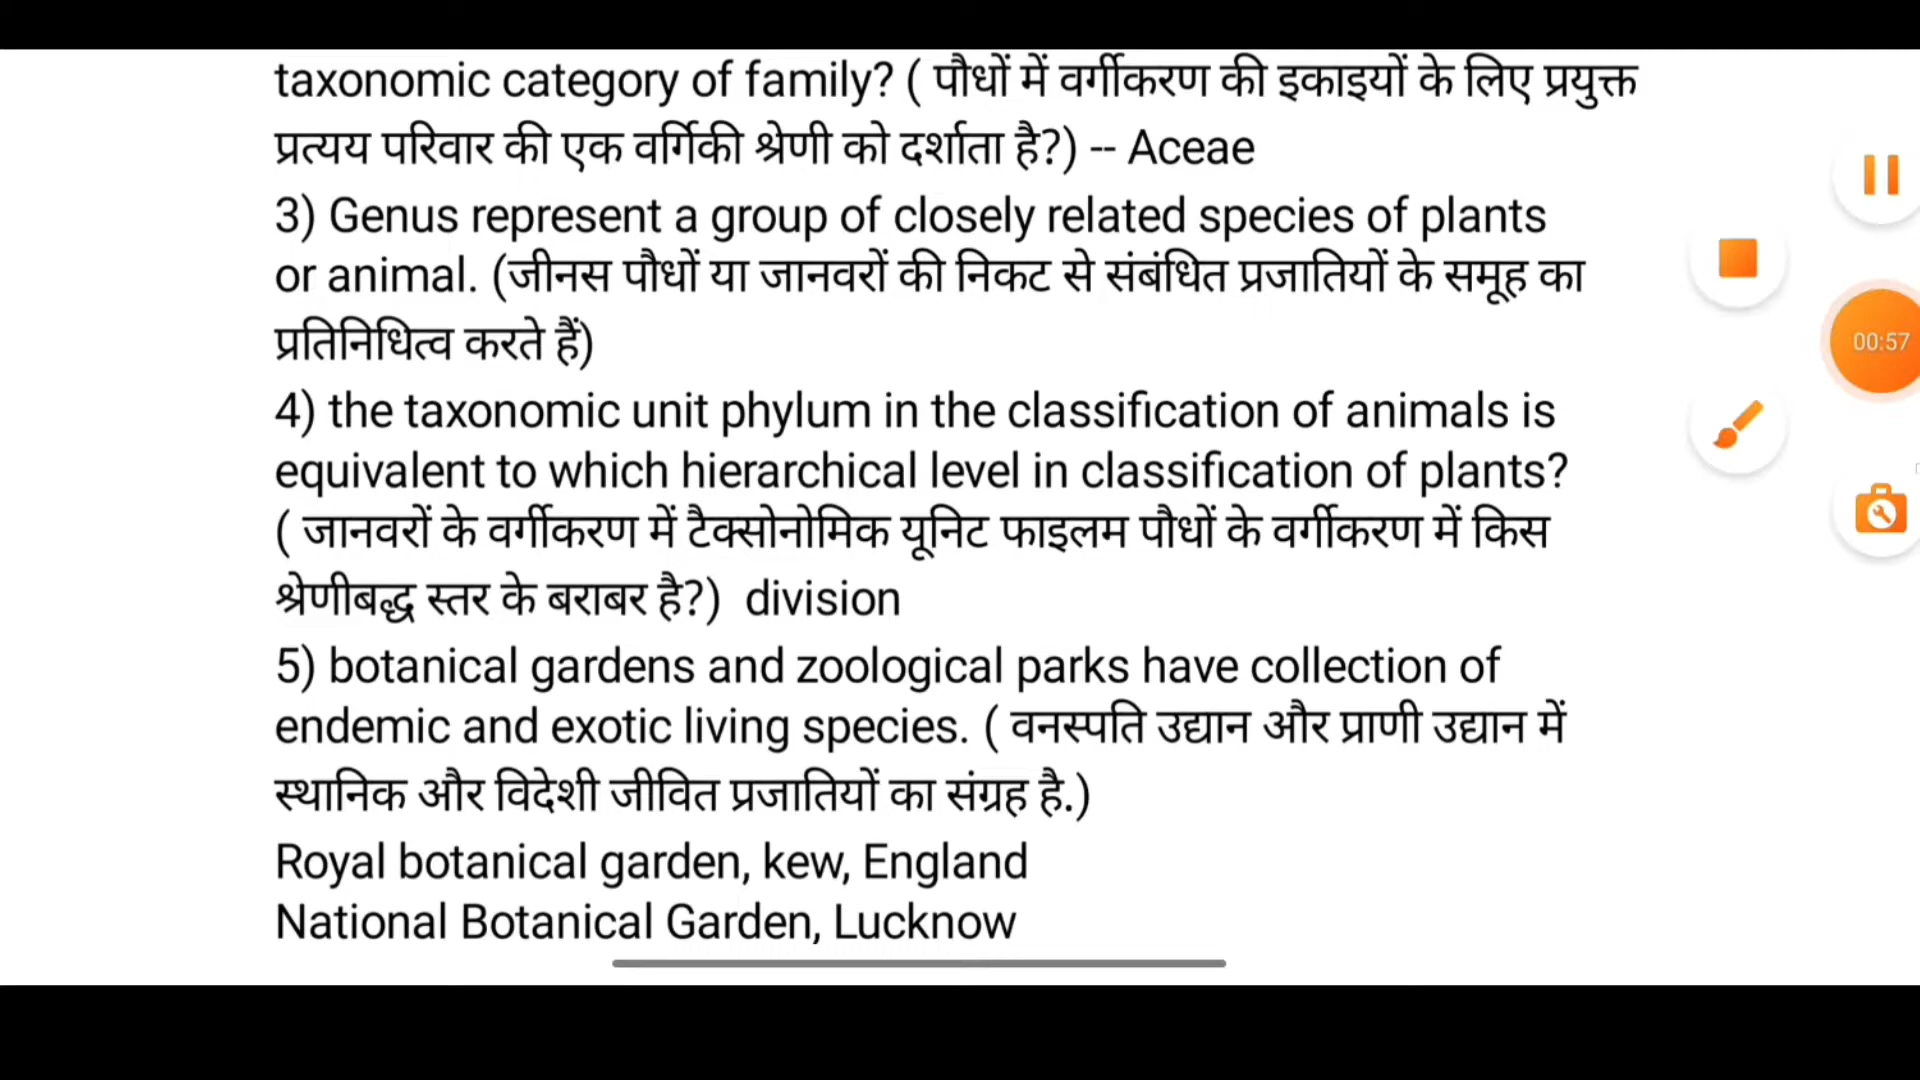 taxonomic category of family? ( पौधों में वर्गीकरण की इकाइयों के लिए प्रयुक्त
प्रत्यय परिवार की एक वर्गिकी श्रेणी को दर्शाता है?) -- Aceae
3) Genus represent a group of closely related species of plants
or animal. (जीनस पौधों या जानवरों की निकट से संबंधित प्रजातियों के समूह का
प्रतिनिधित्व करते हैं)
4) the taxonomic unit phylum in the classification of animals is
equivalent to which hierarchical level in classification of plants?
( जानवरों के वर्गीकरण में टैक्सोनोमिक यूनिट फाइलम पौधों के वर्गीकरण में किस
श्रेणीबद्ध स्तर के बराबर है?) division
5) botanical gardens and zoological parks have collection of
endemic and exotic living species. ( वनस्पति उद्यान और प्राणी उद्यान में
स्थानिक और विदेशी जीवित प्रजातियों का संग्रह है.)
Royal botanical garden, kew, England
National Botanical Garden, Lucknow
00:57